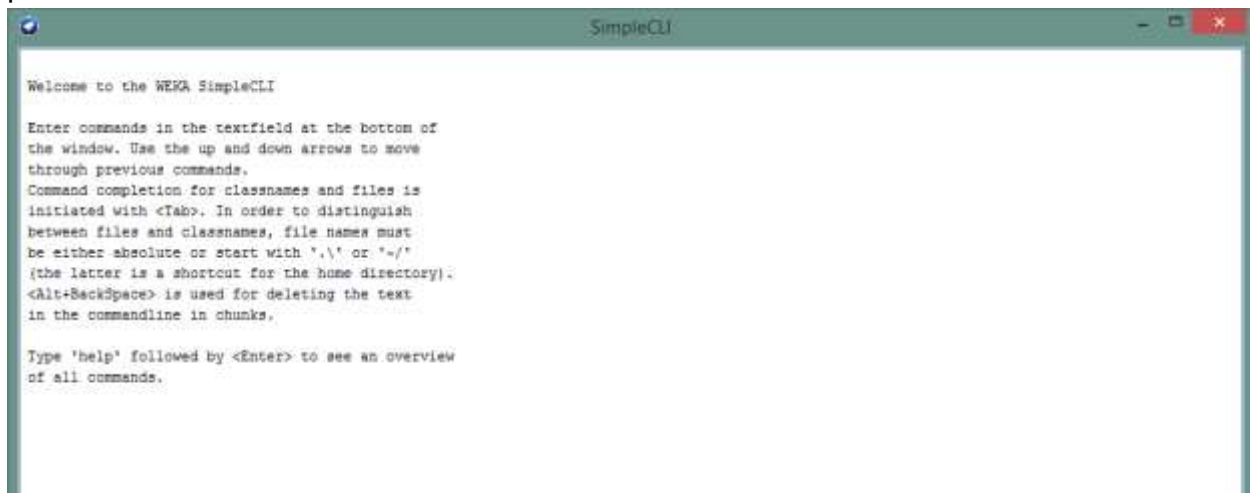 SimpleCLI
Welcome to the WEKA SimpleCLI
Enter commands in the textfield at the bottom of
the window. Use the up and down arrows to move
through previous commands.
Command completion for classnames and files is
initiated with <Tab>. In order to distinguish
between files and classnames, file names must
be either absolute or start with '.\' or '~/'
(the latter is a shortcut for the home directory).
<Alt+BackSpace> is used for deleting the text
in the commandline in chunks.
Type 'help' followed by <Enter> to see an overview
of all commands.